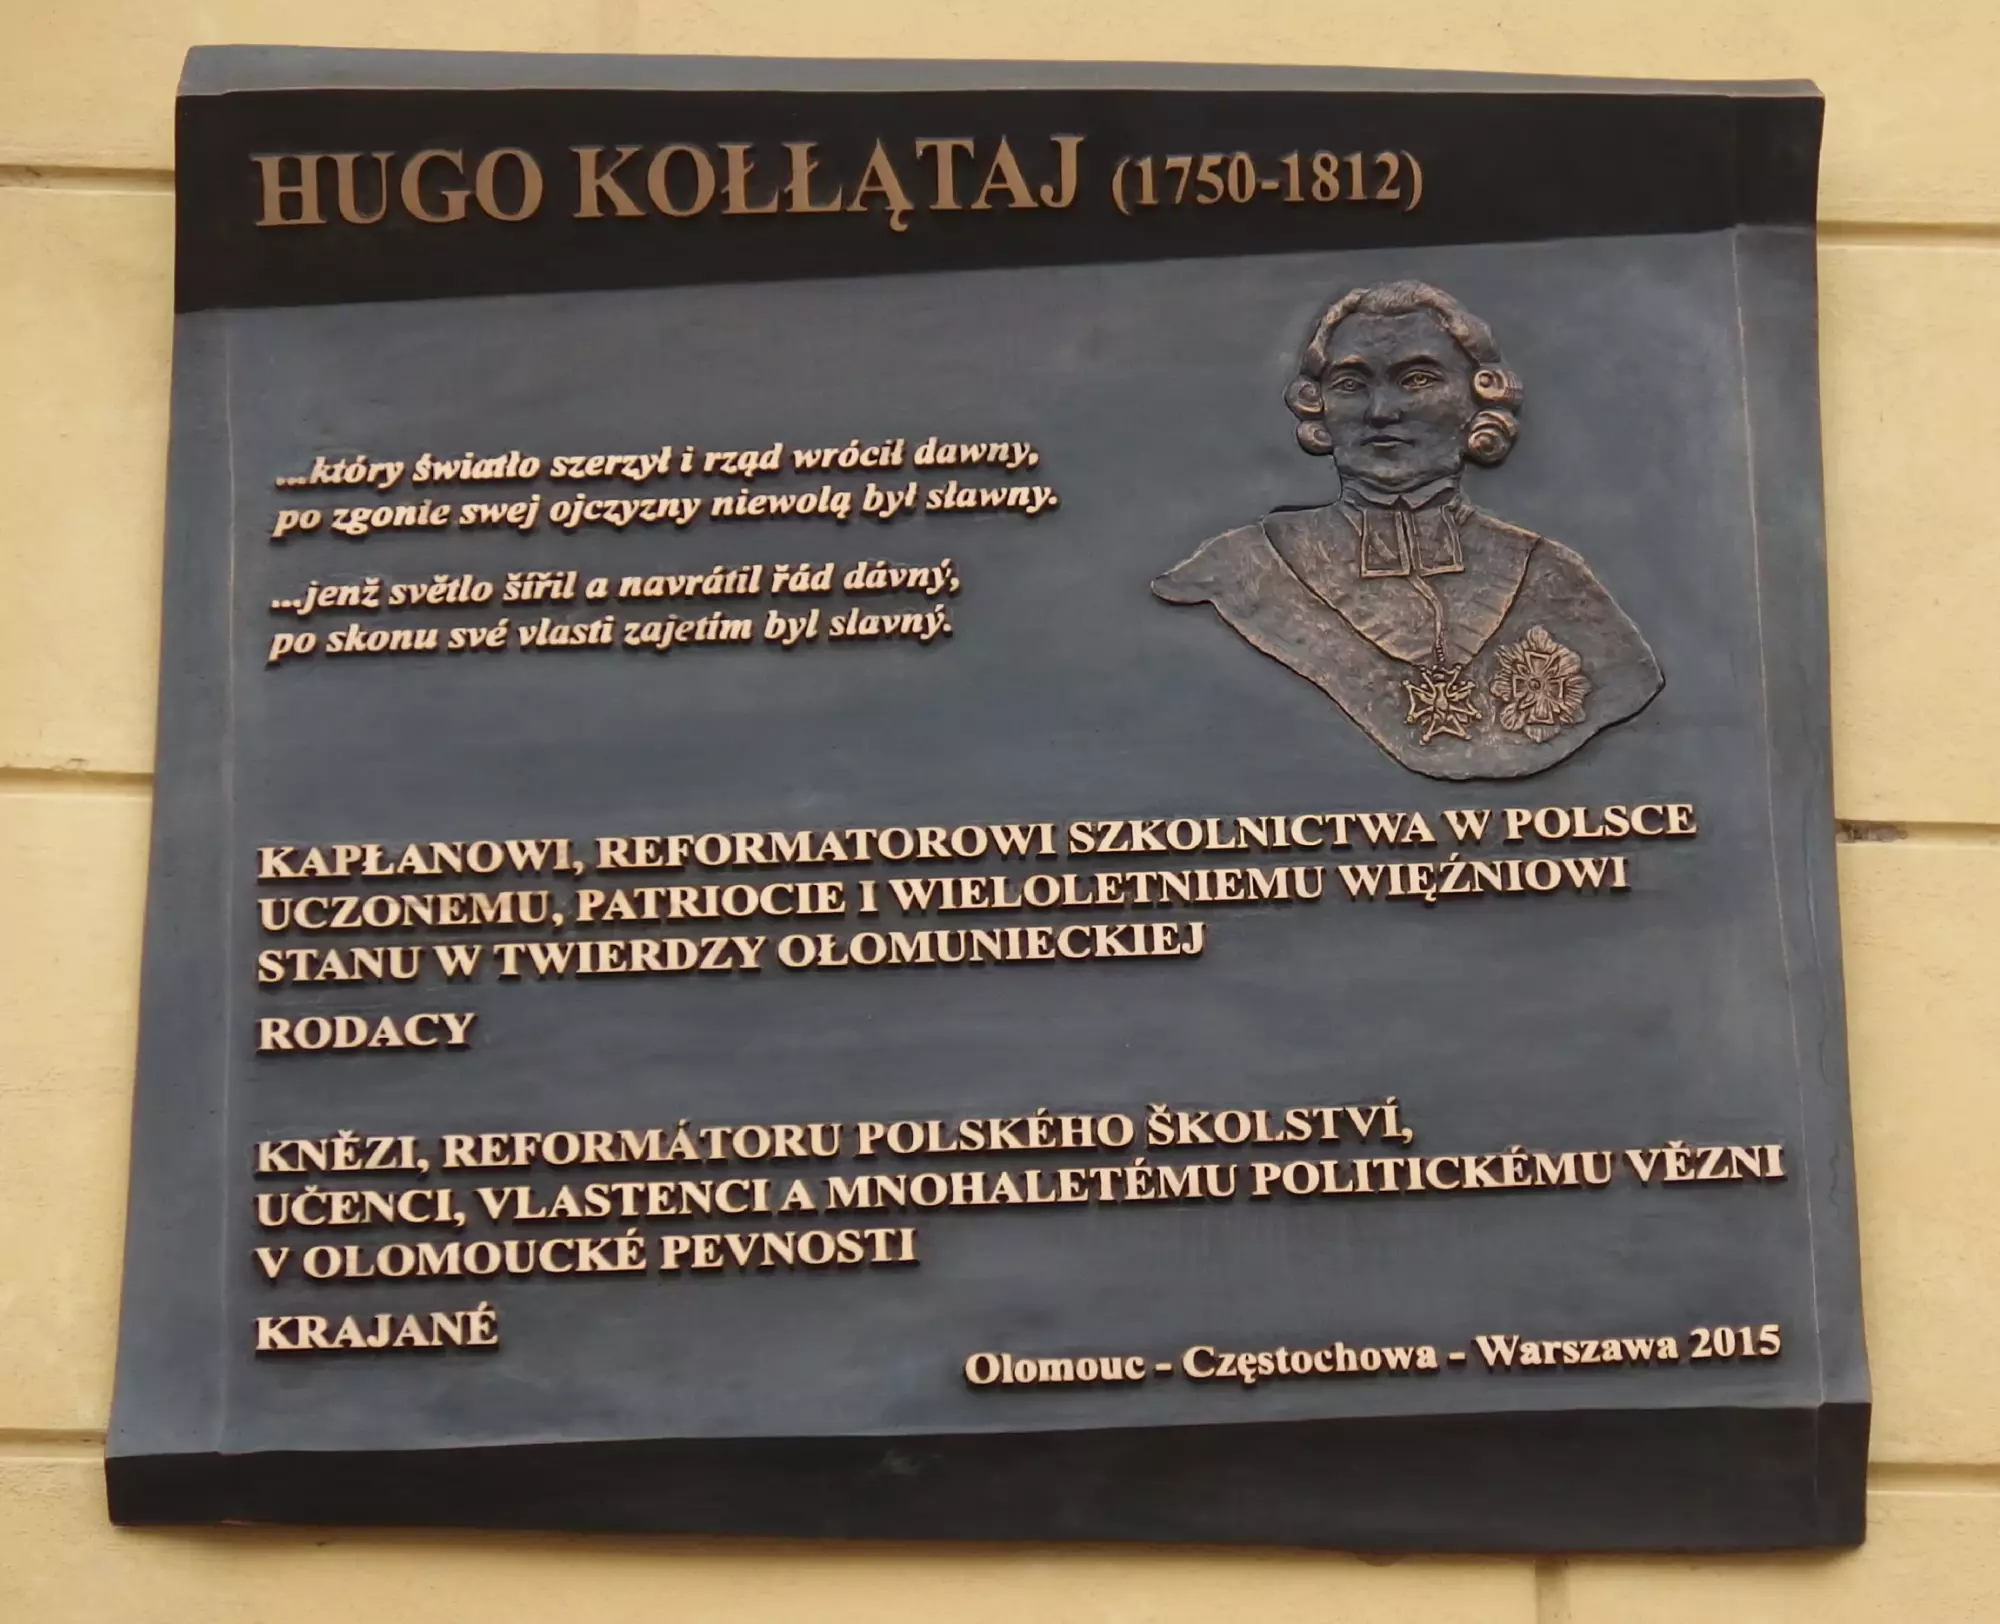 HUGO KOŁŁĄTAJ (1750-1812)
...który światło szerzył i rząd wrócił dawny,
po zgonie swej ojczyzny niewolą był sławny.
...jenž světlo šířil a navrátil řád dávný,
po skonu své vlasti zajetím byl slavný.
KAPŁANOWI, REFORMATOROWI SZKOLNICTWA W POLSCE
UCZONEMU, PATRIOCIE I WIELOLETNIEMU WIĘŹNIOWI
STANU W TWIERDZY OŁOMUNIECKIEJ
RODACY
KNĚZI, REFORMÁTORU POLSKÉHO ŠKOLSTVÍ,
UČENCI, VLASTENCI A MNOHALETÉMU POLITICKÉMU VĚZNI
V OLOMOUCKÉ PEVNOSTI
KRAJANÉ
Olomouc - Częstochowa - Warszawa 2015